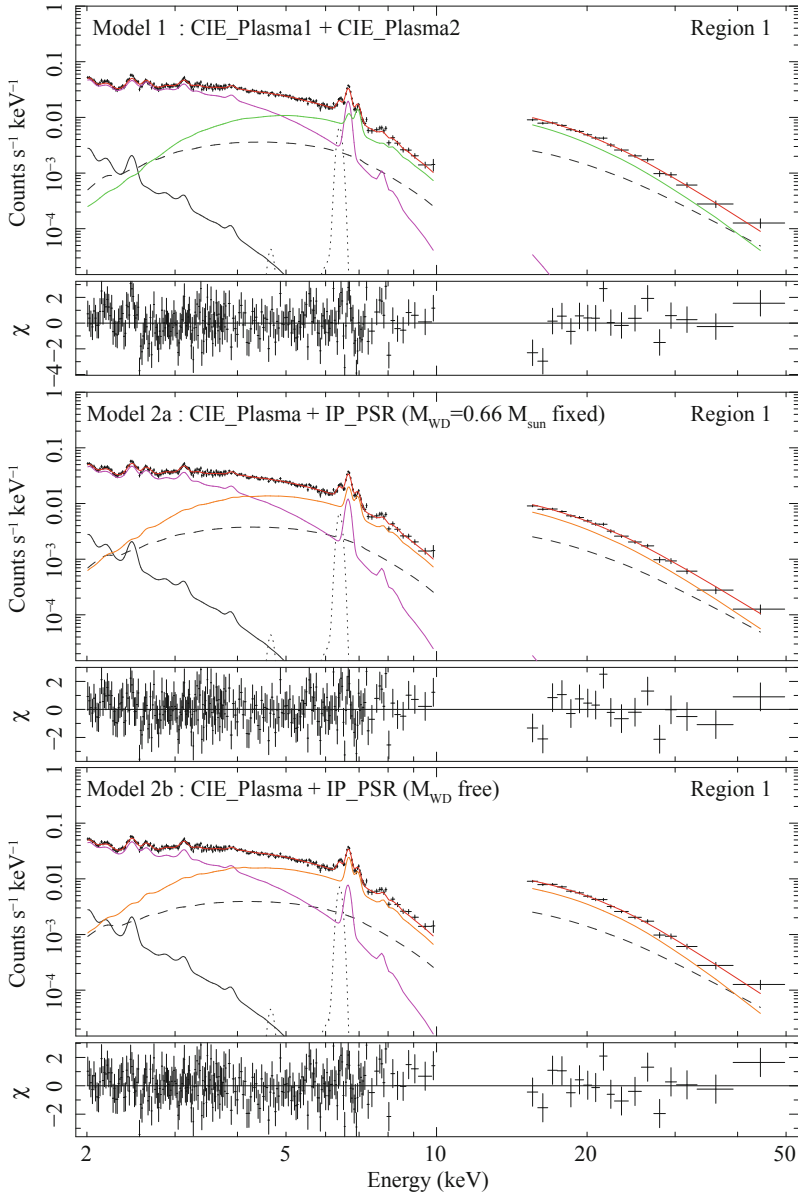 Model 1 : CIE_Plasma1 + CIE_Plasma2 Region 1
Counts s⁻¹ keV⁻¹
1
0.1
0.01
10⁻³
10⁻⁴
χ
2
0
−2
−4
Model 2a : CIE_Plasma + IP_PSR (M_WD=0.66 M_sun fixed) Region 1
Counts s⁻¹ keV⁻¹
1
0.1
0.01
10⁻³
10⁻⁴
χ
2
0
−2
Model 2b : CIE_Plasma + IP_PSR (M_WD free) Region 1
Counts s⁻¹ keV⁻¹
1
0.1
0.01
10⁻³
10⁻⁴
χ
2
0
−2
2 5 10 20 50
Energy (keV)